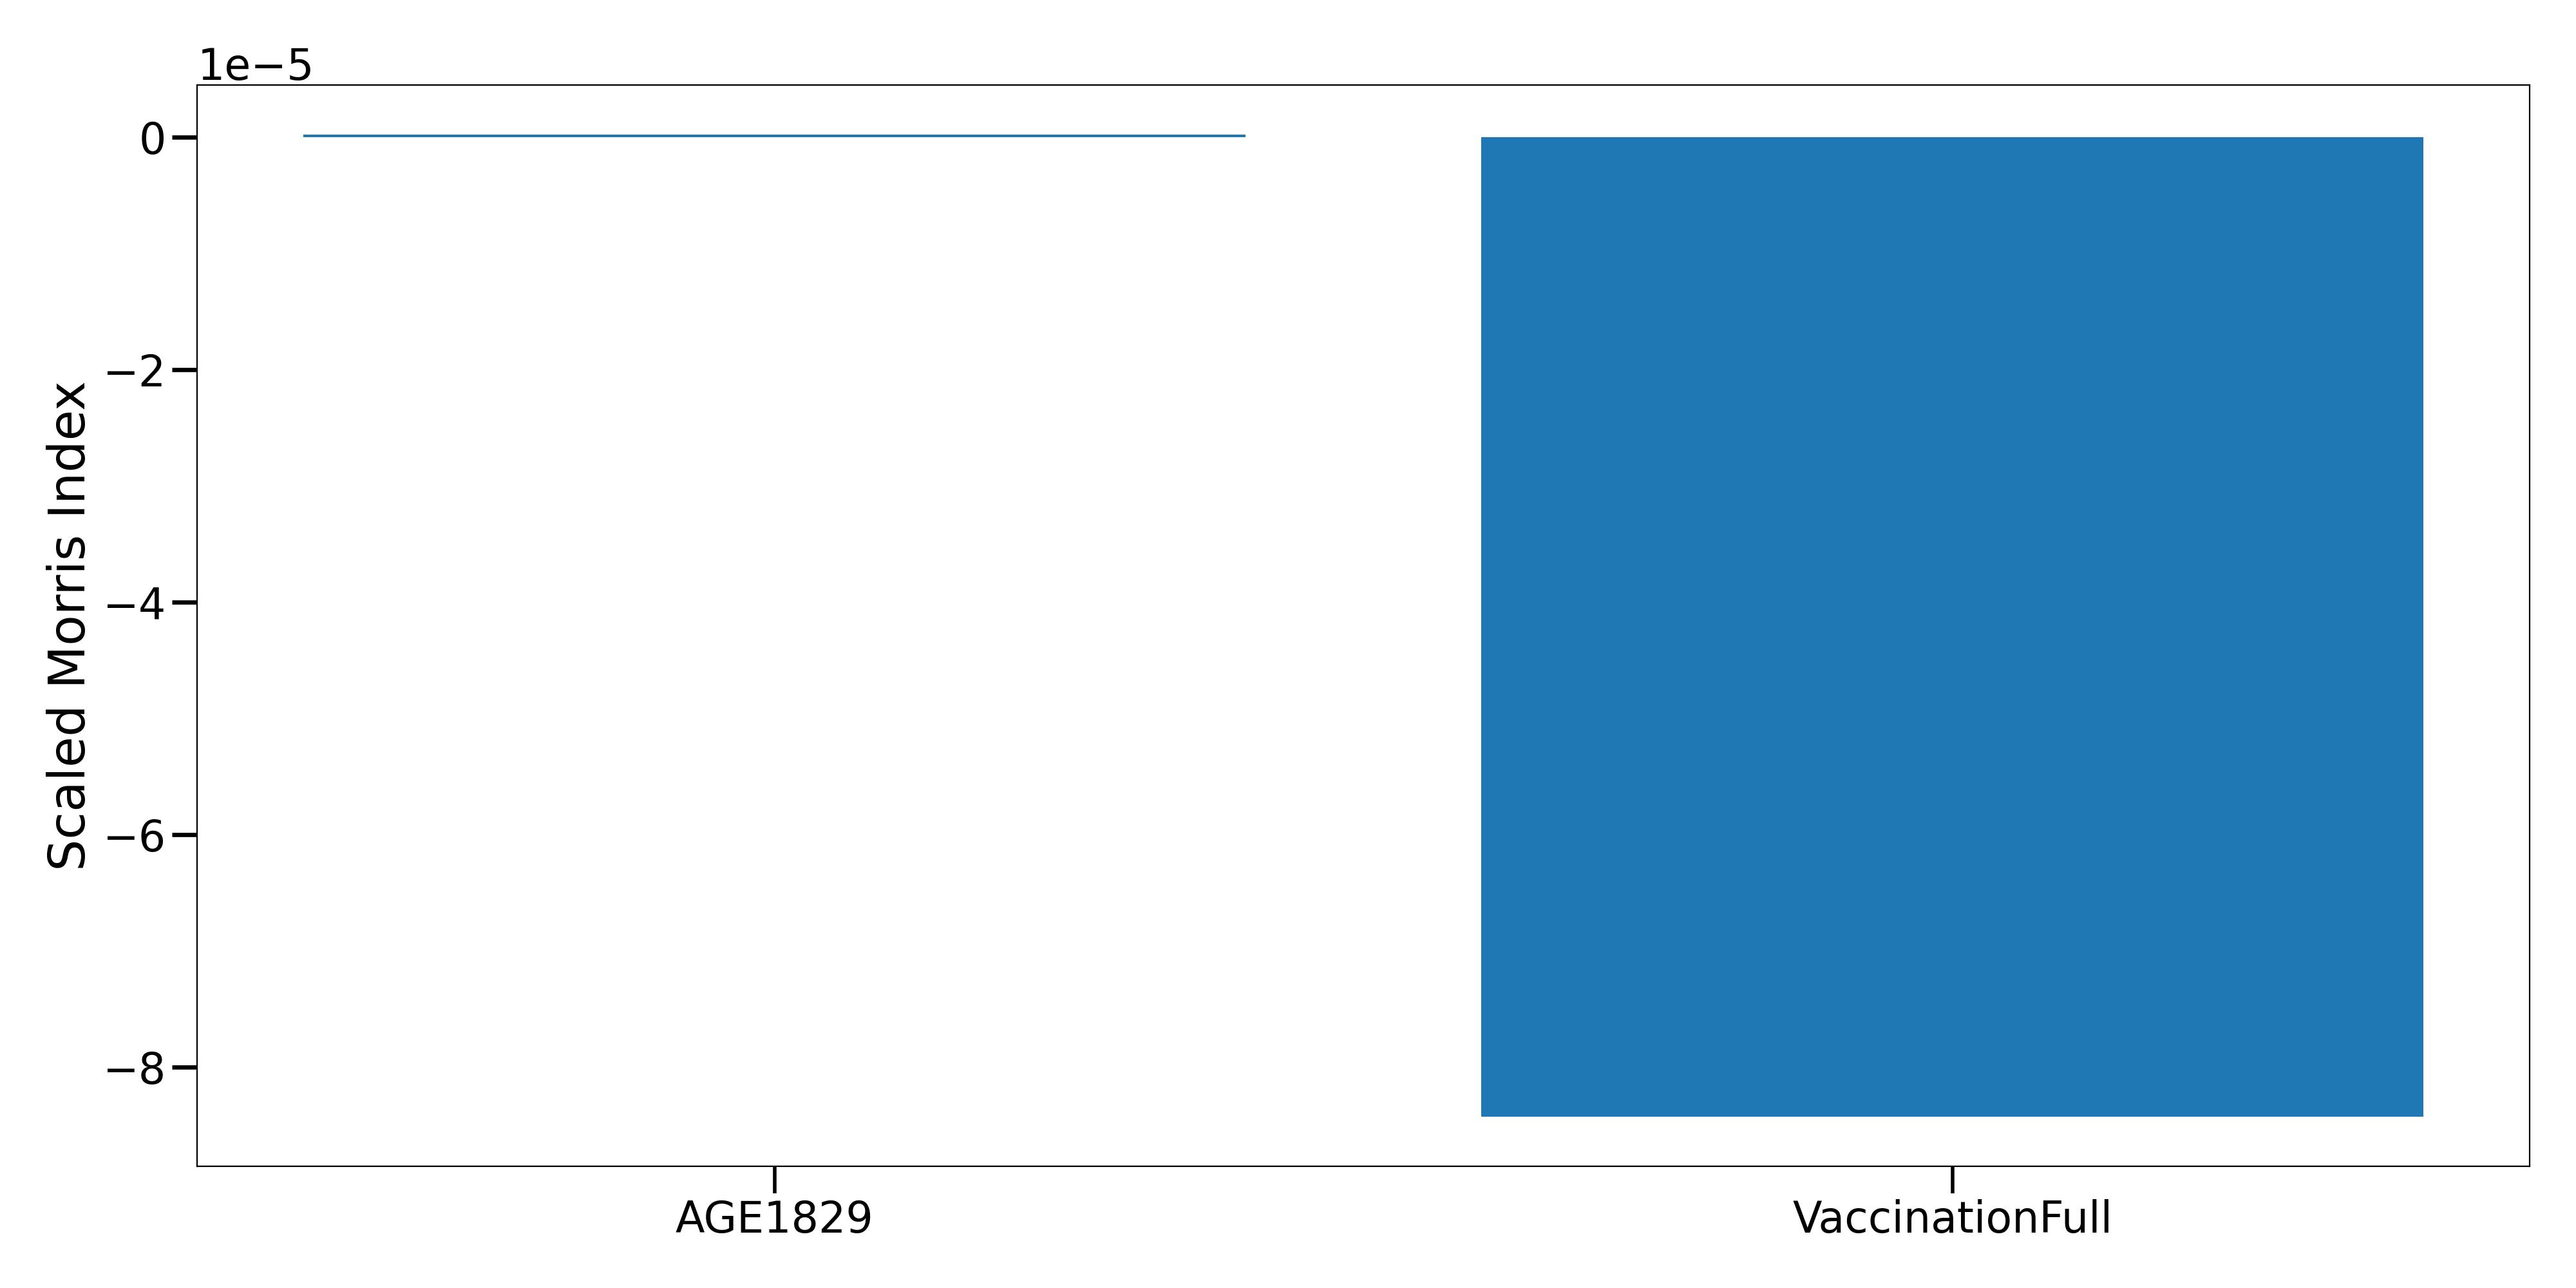 1e−5
0
−2
−4
−6
−8
Scaled Morris Index
AGE1829
VaccinationFull